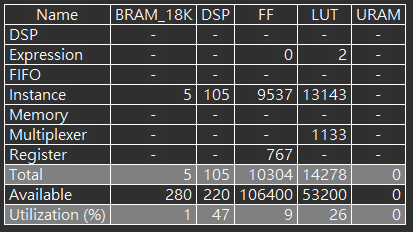 Name BRAM_18K DSP FF LUT URAM
DSP - - - - -
Expression - - 0 2 -
FIFO - - - - -
Instance 5 105 9537 13143 -
Memory - - - - -
Multiplexer - - - 1133 -
Register - - 767 - -
Total 5 105 10304 14278 0
Available 280 220 106400 53200 0
Utilization (%) 1 47 9 26 0